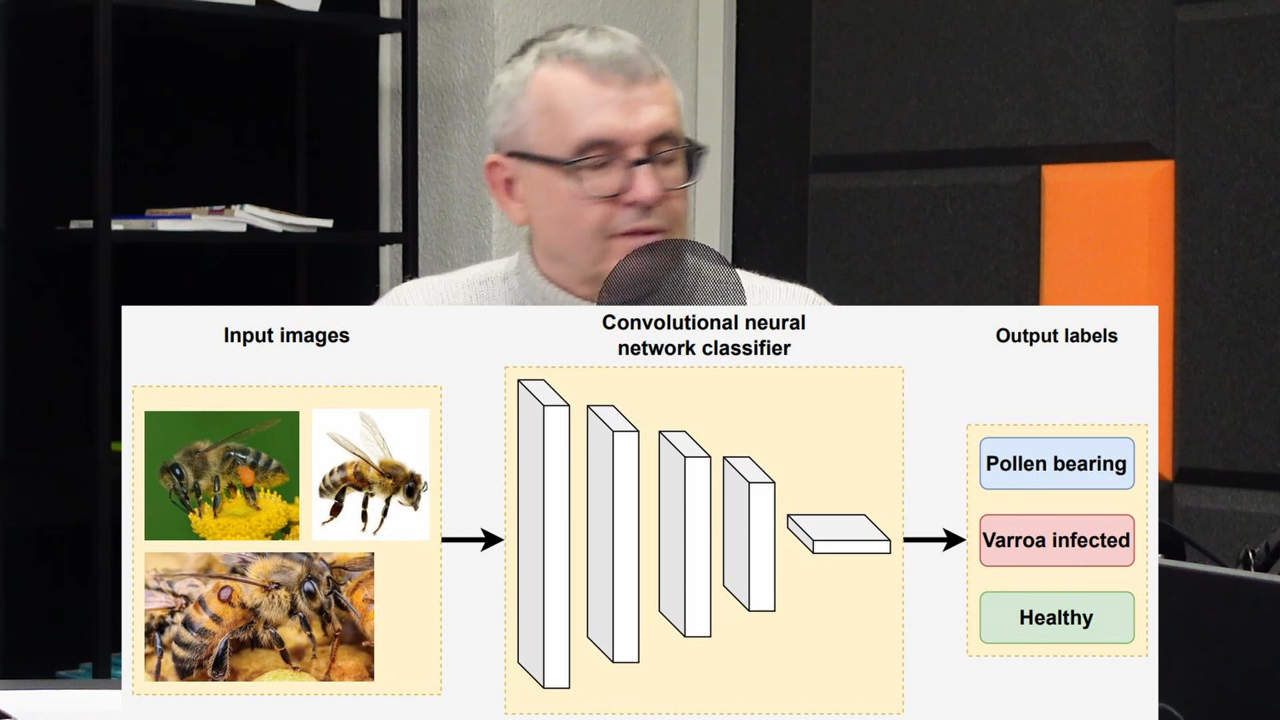 Input images
Convolutional neural
network classifier
Output labels
Pollen bearing
Varroa infected
Healthy